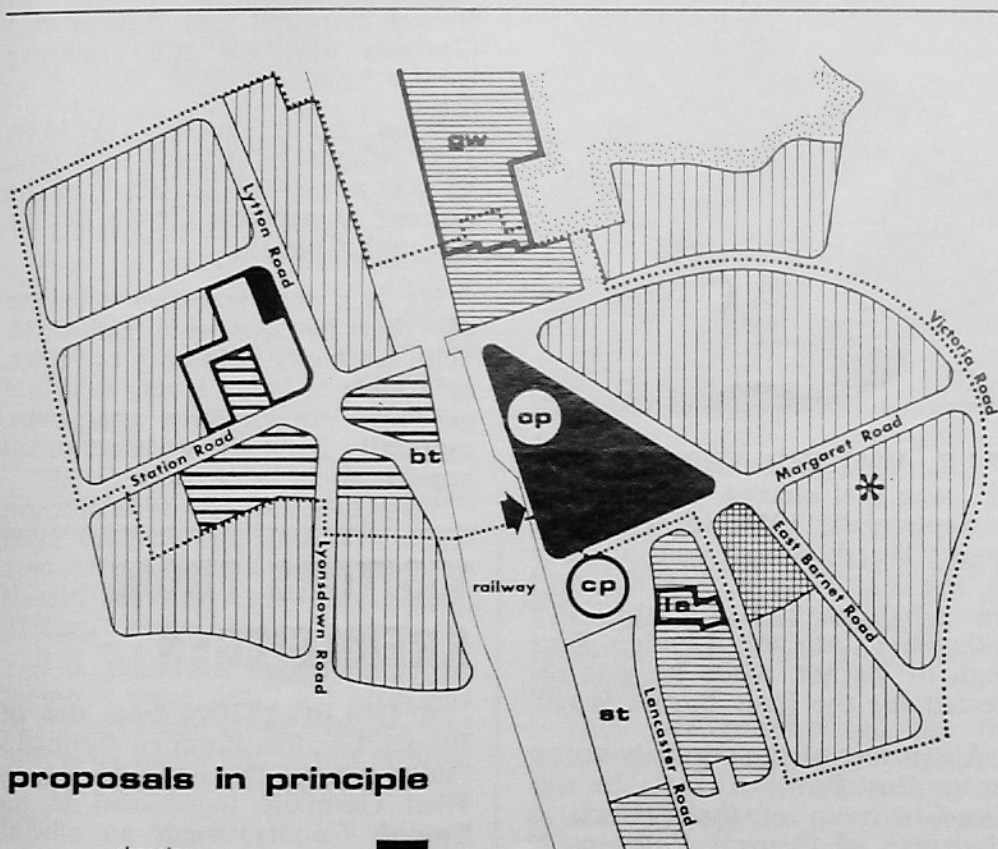 gw
Lytton Road
Victoria Road
cp
Margaret Road
Station Road
bt
East Barnet Road
railway
cp
la
Lyonsdown Road
st
Lancaster Road
proposals in principle